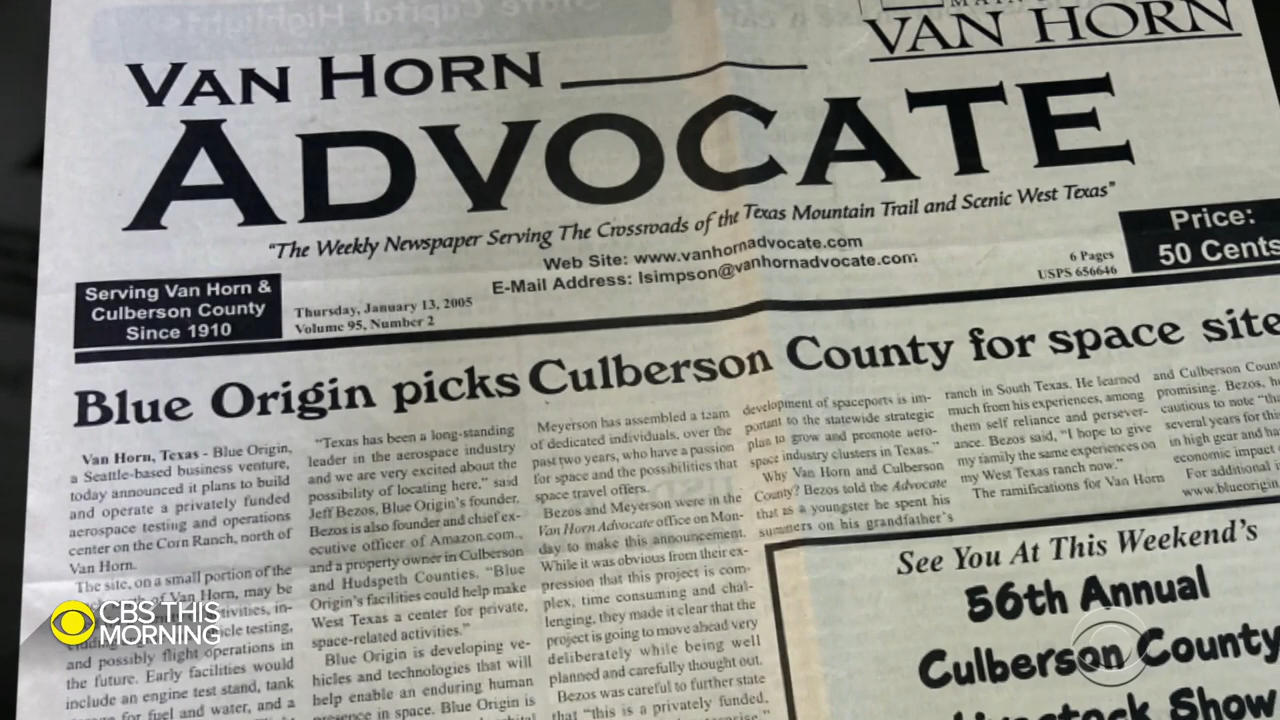 MAIN
VAN HORN
VAN HORN
ADVOCATE
"The Weekly Newspaper Serving The Crossroads of the Texas Mountain Trail and Scenic West Texas"
Web Site: www.vanhornadvocate.com
E-Mail Address: lsimpson@vanhornadvocate.com
6 Pages
USPS 656646
Price:
50 Cents
Serving Van Horn &
Culberson County
Since 1910
Thursday, January 13, 2005
Volume 95, Number 2
Blue Origin picks Culberson County for space site
Van Horn, Texas - Blue Origin,
a Seattle-based business venture,
today announced it plans to build
and operate a privately funded
aerospace testing and operations
center on the Corn Ranch, north of
Van Horn.
The site, on a small portion of the
of Van Horn, may be
testing,
and possibly flight operations in
the future. Early facilities would
include an engine test stand, tank
for fuel and water, and a
"Texas has been a long-standing
leader in the aerospace industry
and we are very excited about the
possibility of locating here," said
Jeff Bezos, Blue Origin's founder.
Bezos is also founder and chief ex-
ecutive officer of Amazon.com.,
and a property owner in Culberson
and Hudspeth Counties. "Blue
Origin's facilities could help make
West Texas a center for private,
space-related activities."
Blue Origin is developing ve-
hicles and technologies that will
help enable an enduring human
presence in space. Blue Origin is
Meyerson has assembled a team
of dedicated individuals, over the
past two years, who have a passion
for space and the possibilities that
space travel offers.
Bezos and Meyerson were in the
Van Horn Advocate office on Mon-
day to make this announcement.
While it was obvious from their ex-
pression that this project is com-
plex, time consuming and chal-
lenging, they made it clear that the
project is going to move ahead very
deliberately while being well
planned and carefully thought out.
Bezos was careful to further state
that "this is a privately funded,
development of spaceports is im-
portant to the statewide strategic
plan to grow and promote aero-
space industry clusters in Texas."
Why Van Horn and Culberson
County? Bezos told the Advocate
that as a youngster he spent his
summers on his grandfather's
ranch in South Texas. He learned
much from his experiences, among
them self reliance and persever-
ance. Bezos said, "I hope to give
my family the same experiences on
my West Texas ranch now."
The ramifications for Van Horn
and Culberson Coun
promising. Bezos, h
cautious to note "th
several years for thi
in high gear and ha
economic impact
For additional i
www.blueorigin
See You At This Weekend's
56th Annual
Culberson County
Livestock Show
CBS THIS
MORNING